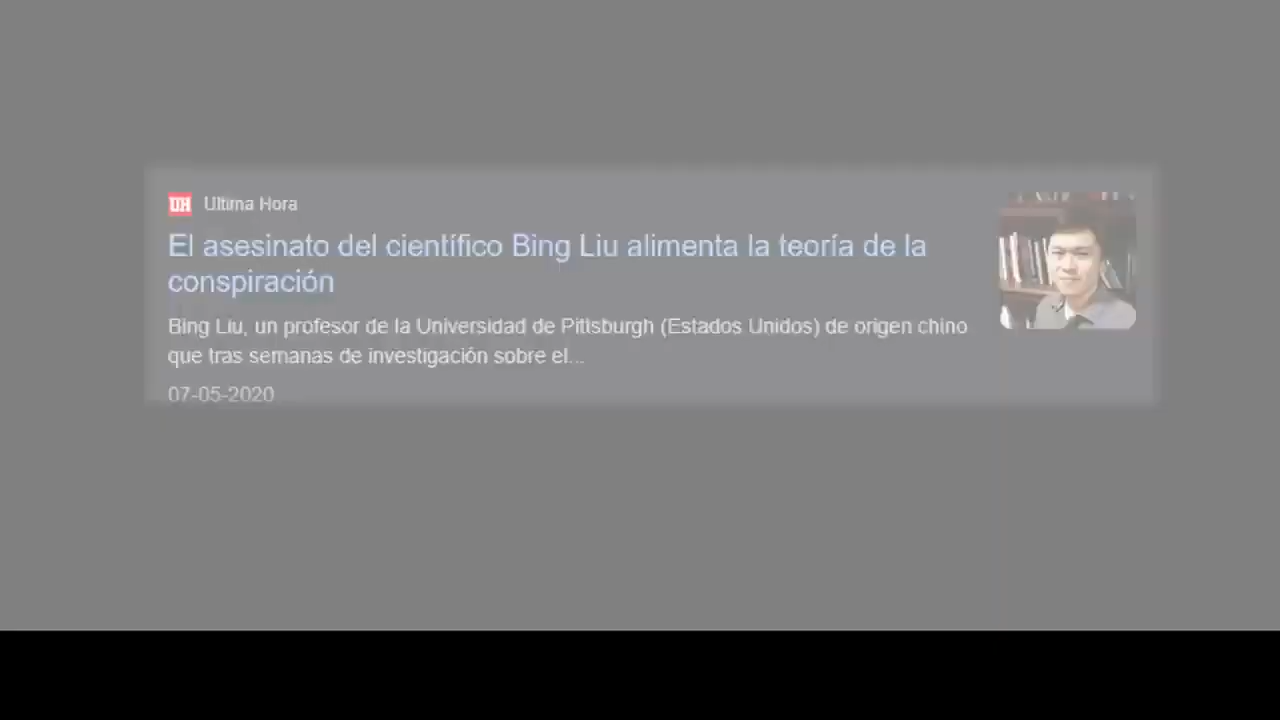 ÚH Ultima Hora
El asesinato del científico Bing Liu alimenta la teoría de la
conspiración
Bing Liu, un profesor de la Universidad de Pittsburgh (Estados Unidos) de origen chino
que tras semanas de investigación sobre el...
07-05-2020